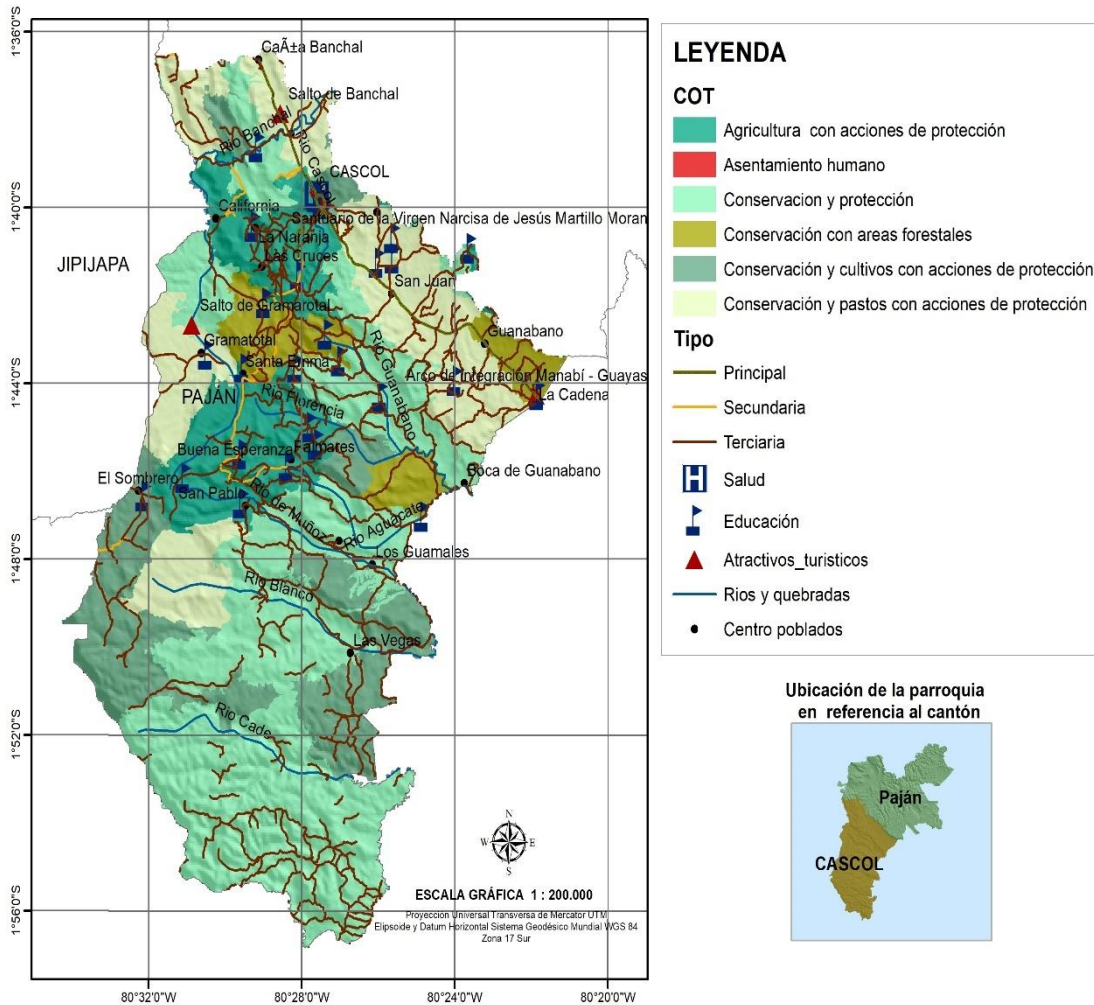 1°36'0"S
1°40'0"S
1°44'0"S
1°48'0"S
1°52'0"S
1°56'0"S
CaÃ±a Banchal
Salto de Banchal
Rio Banchal
Rio Cascol
CASCOL
California
Santuario de la Virgen Narcisa de Jesús Martillo Moran
La Naranja
Las Cruces
JIPIJAPA
San Juan
Salto de Gramarotal
Guanabano
Gramatotal
Rio Guanabano
Santa Emma
Arco de Integración Manabí - Guayas
PAJÁN
Rio Florencia
La Cadena
Buena Esperanza
Palmares
El Sombrero
Boca de Guanabano
San Pablo
Rio de Muñoz
Rio Aguacate
Los Guamales
Rio Blanco
Las Vegas
Rio Cade
N
W
E
S
ESCALA GRÁFICA 1 : 200.000
Proyección Universal Transversa de Mercator UTM
Elipsoide y Datum Horizontal Sistema Geodésico Mundial WGS 84
Zona 17 Sur
80°32'0"W
80°28'0"W
80°24'0"W
80°20'0"W
LEYENDA
COT
Agricultura con acciones de protección
Asentamiento humano
Conservacion y protección
Conservación con areas forestales
Conservación y cultivos con acciones de protección
Conservación y pastos con acciones de protección
Tipo
Principal
Secundaria
Terciaria
H Salud
Educación
Atractivos_turisticos
Rios y quebradas
Centro poblados
Ubicación de la parroquia
en referencia al cantón
Paján
CASCOL